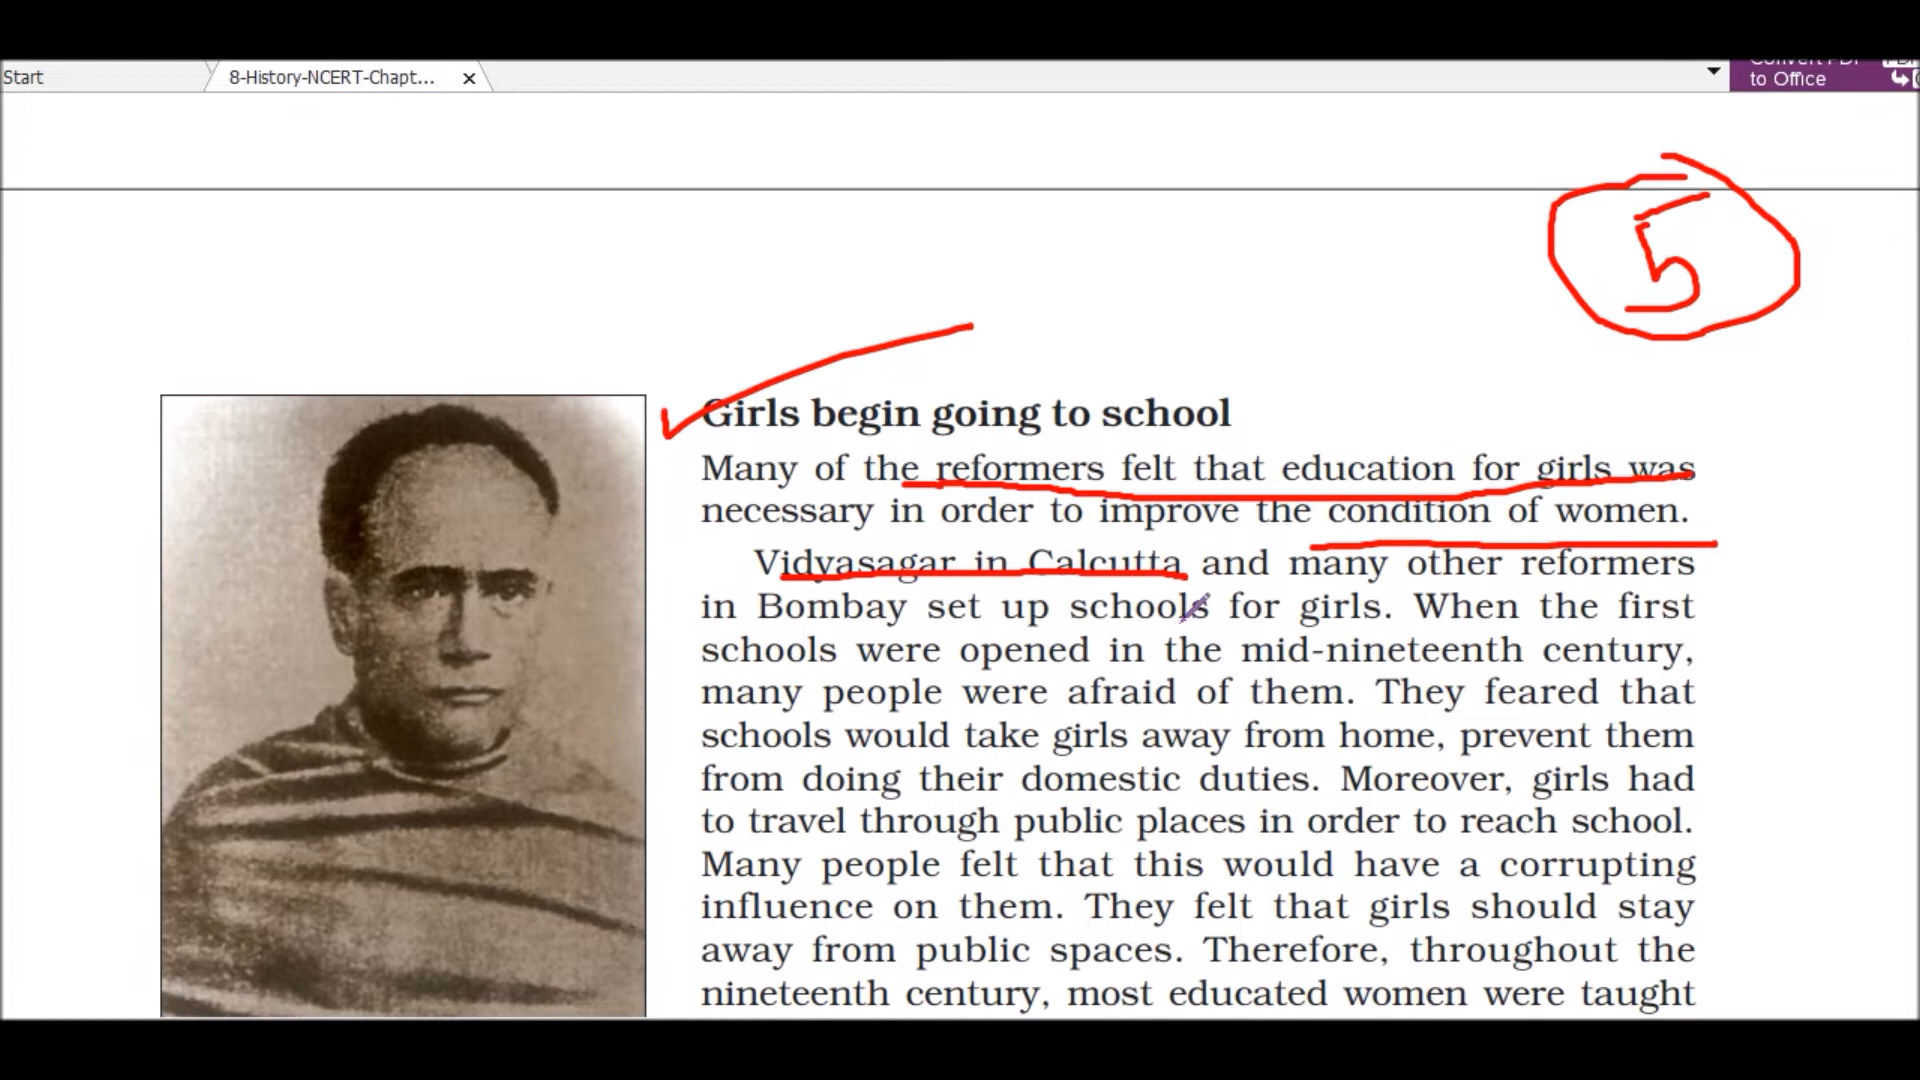 Start
8-History-NCERT-Chapt...
to Office
5
Girls begin going to school
Many of the reformers felt that education for girls was
necessary in order to improve the condition of women.
Vidyasagar in Calcutta and many other reformers
in Bombay set up schools for girls. When the first
schools were opened in the mid-nineteenth century,
many people were afraid of them. They feared that
schools would take girls away from home, prevent them
from doing their domestic duties. Moreover, girls had
to travel through public places in order to reach school.
Many people felt that this would have a corrupting
influence on them. They felt that girls should stay
away from public spaces. Therefore, throughout the
nineteenth century, most educated women were taught